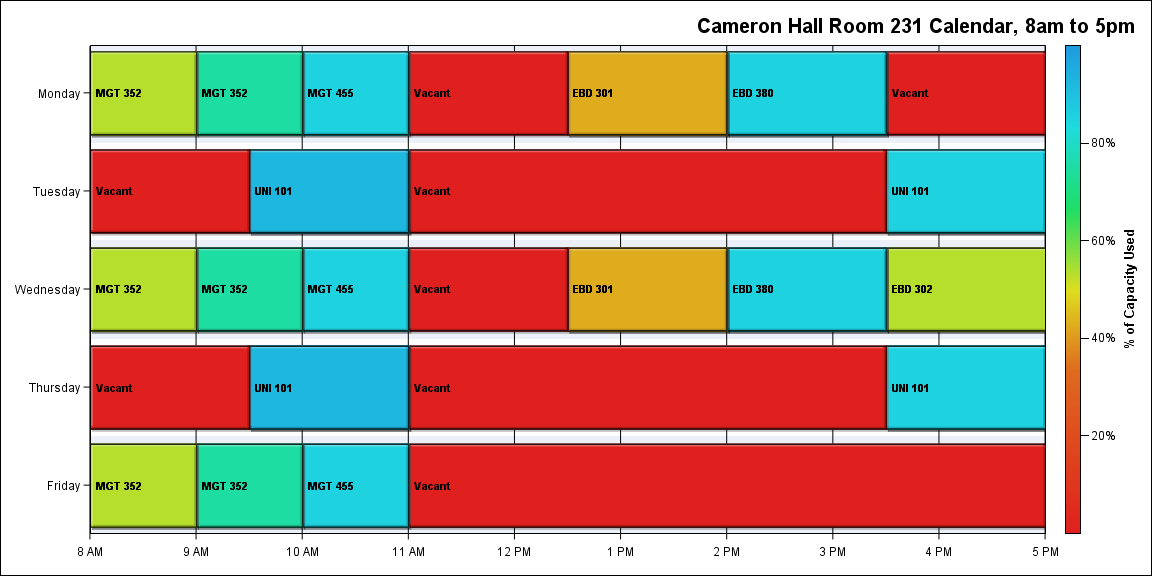 Cameron Hall Room 231 Calendar, 8am to 5pm
Monday MGT 352 MGT 352 MGT 455 Vacant EBD 301 EBD 380 Vacant
Tuesday Vacant UNI 101 Vacant UNI 101
Wednesday MGT 352 MGT 352 MGT 455 Vacant EBD 301 EBD 380 EBD 302
Thursday Vacant UNI 101 Vacant UNI 101
Friday MGT 352 MGT 352 MGT 455 Vacant
8 AM 9 AM 10 AM 11 AM 12 PM 1 PM 2 PM 3 PM 4 PM 5 PM
80%
60%
40%
20%
% of Capacity Used